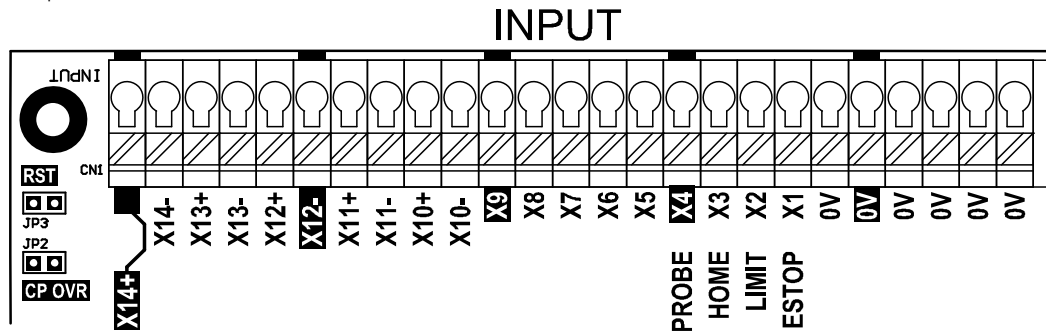 INPUT
INPUT
CN1
RST
JP3
JP2
CP OVR
X14+ X14- X13+ X13- X12+ X12- X11+ X11- X10+ X10- X9 X8 X7 X6 X5 X4 X3 X2 X1 0V 0V 0V 0V 0V 0V
PROBE HOME LIMIT ESTOP